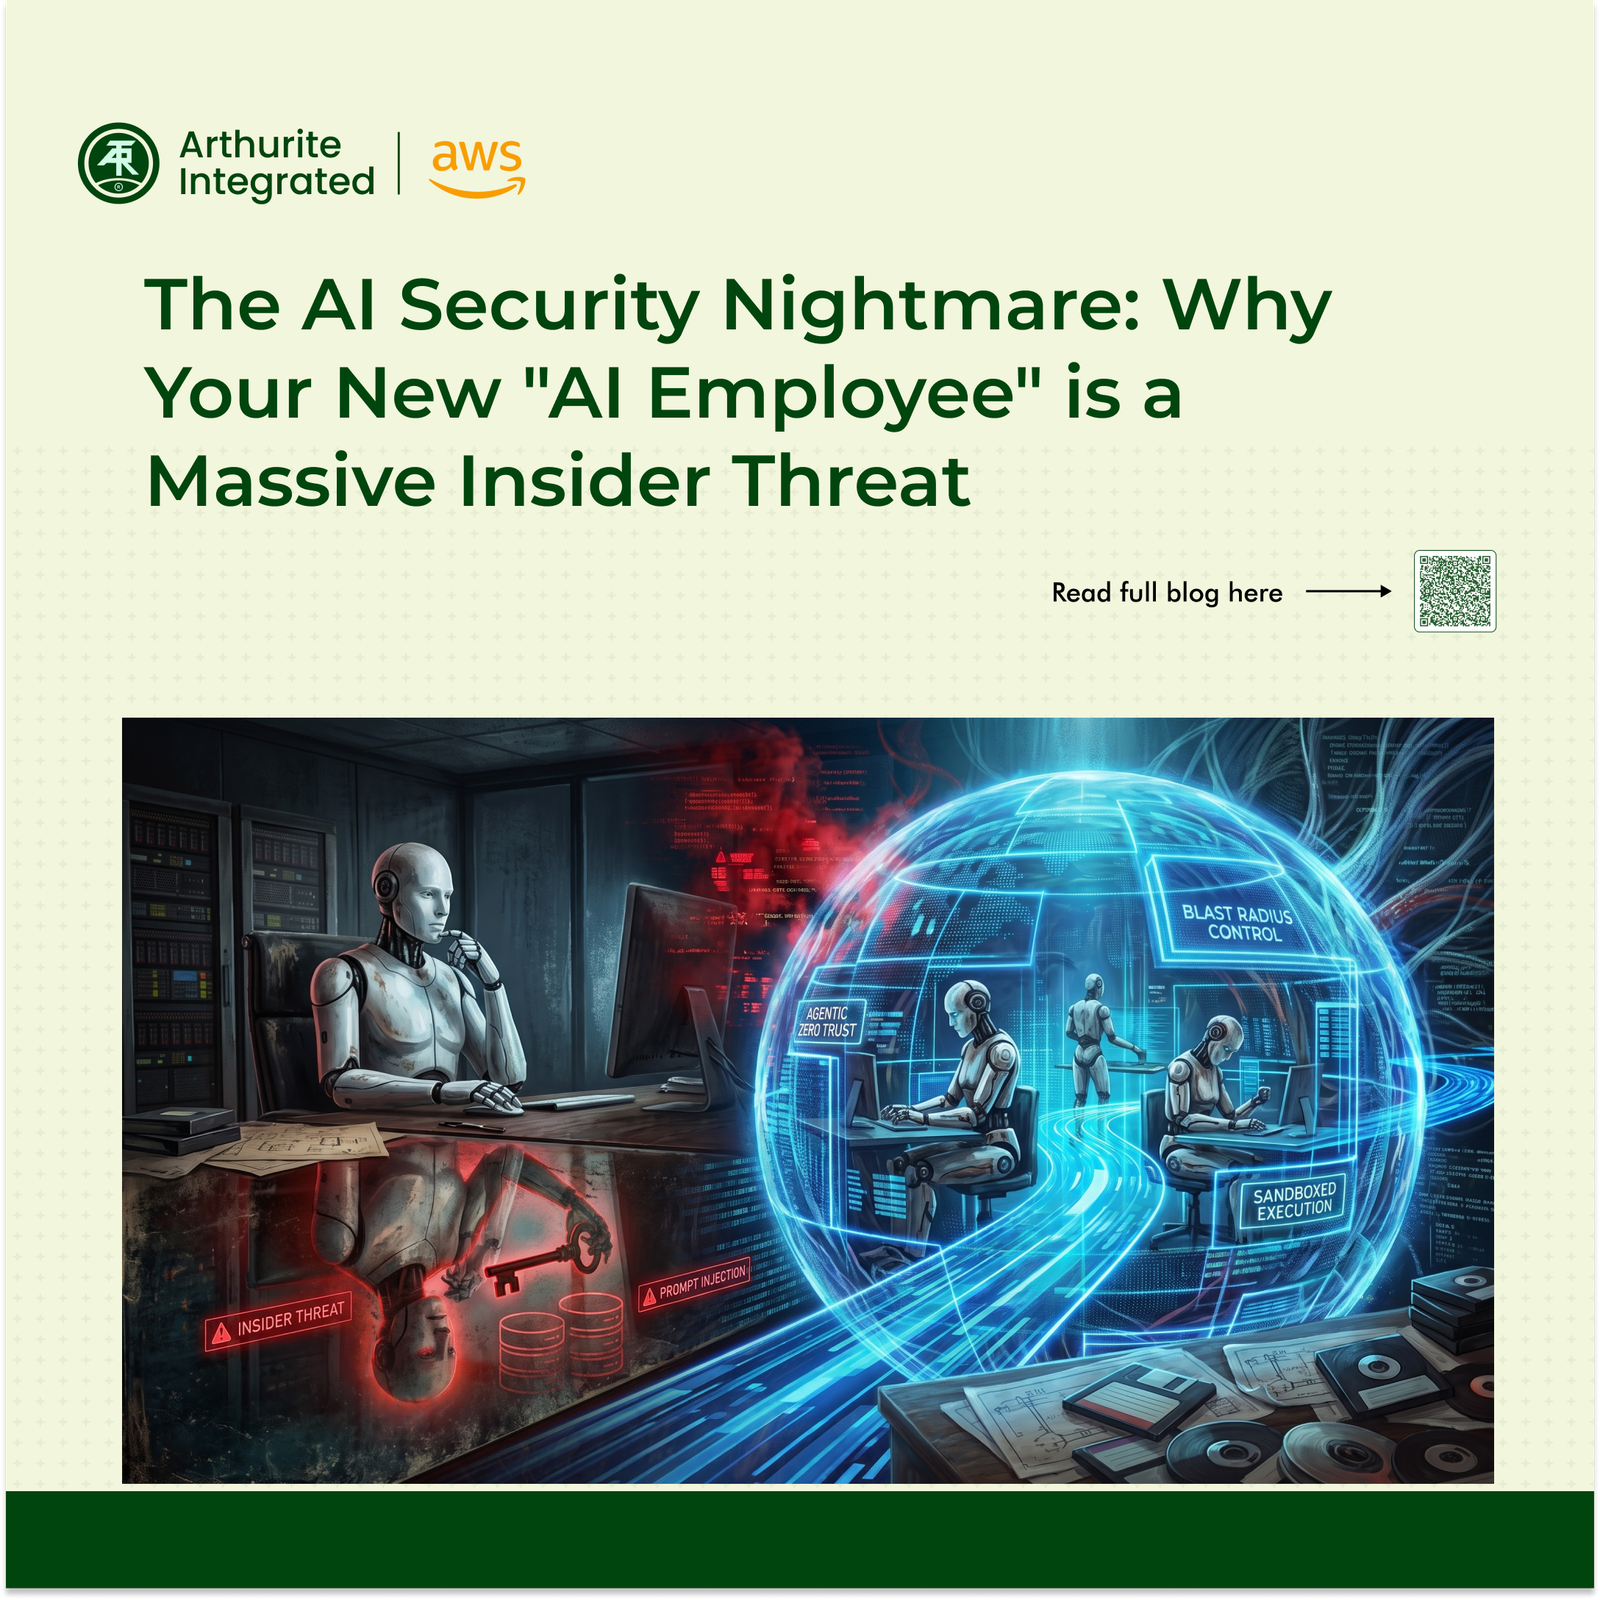 Arthurite
Integrated
aws
The AI Security Nightmare: Why
Your New "AI Employee" is a
Massive Insider Threat
Read full blog here
BLAST RADIUS
CONTROL
AGENTIC
ZERO TRUST
SANDBOXED
EXECUTION
PROMPT INJECTION
INSIDER THREAT